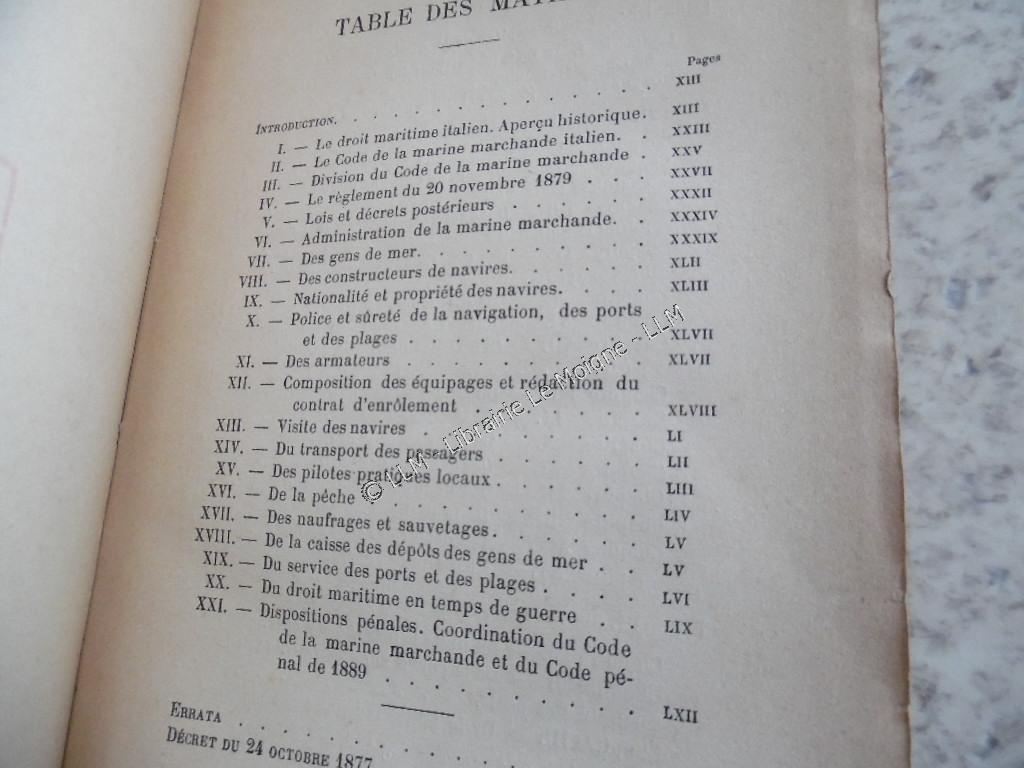 TABLE DES MATI
Pages
INTRODUCTION. . . . . . . . . . . . XIII
I. — Le droit maritime italien. Aperçu historique. XIII
II. — Le Code de la marine marchande italien. . XXIII
III. — Division du Code de la marine marchande . XXV
IV. — Le règlement du 20 novembre 1879 . . . XXVII
V. — Lois et décrets postérieurs . . . . . . XXXII
VI. — Administration de la marine marchande. . XXXIV
VII. — Des gens de mer. . . . . . . . . XXXIX
VIII. — Des constructeurs de navires. . . . . . XLII
IX. — Nationalité et propriété des navires. . . . XLIII
X. — Police et sûreté de la navigation, des ports
et des plages . . . . . . . . . . XLVII
XI. — Des armateurs . . . . . . . . . XLVII
XII. — Composition des équipages et rédaction du
contrat d'enrôlement . . . . . . . XLVIII
XIII. — Visite des navires . . . . . . . . LI
XIV. — Du transport des passagers . . . . . . LII
XV. — Des pilotes pratiques locaux . . . . . . LIII
XVI. — De la pêche . . . . . . . . . . LIV
XVII. — Des naufrages et sauvetages. . . . . . LV
XVIII. — De la caisse des dépôts des gens de mer . . LV
XIX. — Du service des ports et des plages . . . . LVI
XX. — Du droit maritime en temps de guerre . . LIX
XXI. — Dispositions pénales. Coordination du Code
de la marine marchande et du Code pé-
nal de 1889 . . . . . . . . . . LXII
ERRATA . . . . . . . . .
DÉCRET DU 24 OCTOBRE 1877
© LLM - Librairie Le Moigne - LLM